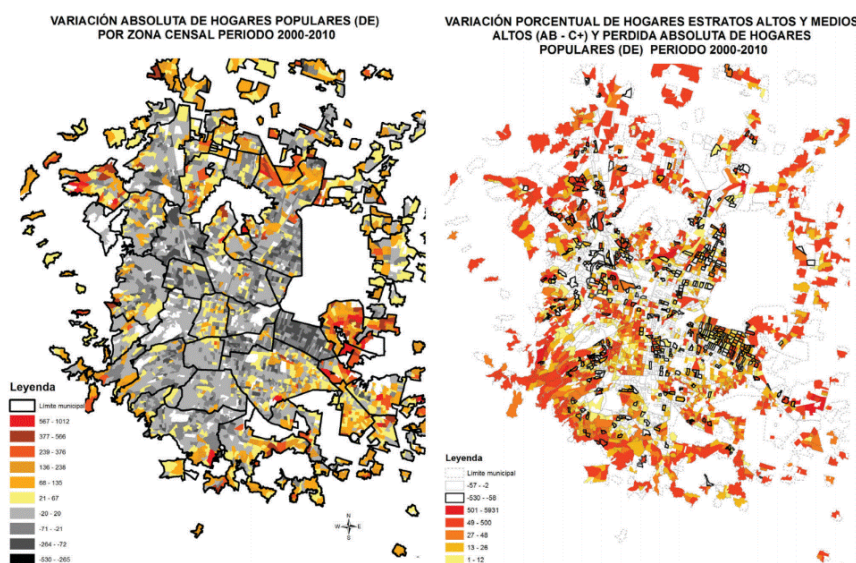 VARIACIÓN ABSOLUTA DE HOGARES POPULARES (DE)
POR ZONA CENSAL PERIODO 2000-2010
Leyenda
Límite municipal
567 - 1012
377 - 566
239 - 376
136 - 238
68 - 135
21 - 67
-20 - 20
-71 - -21
-264 - -72
-530 - -265
N
W E
S
VARIACIÓN PORCENTUAL DE HOGARES ESTRATOS ALTOS Y MEDIOS
ALTOS (AB - C+) Y PERDIDA ABSOLUTA DE HOGARES
POPULARES (DE) PERIODO 2000-2010
Leyenda
Límite municipal
-57 - -2
-530 - -58
501 - 5931
49 - 500
27 - 48
13 - 26
1 - 12